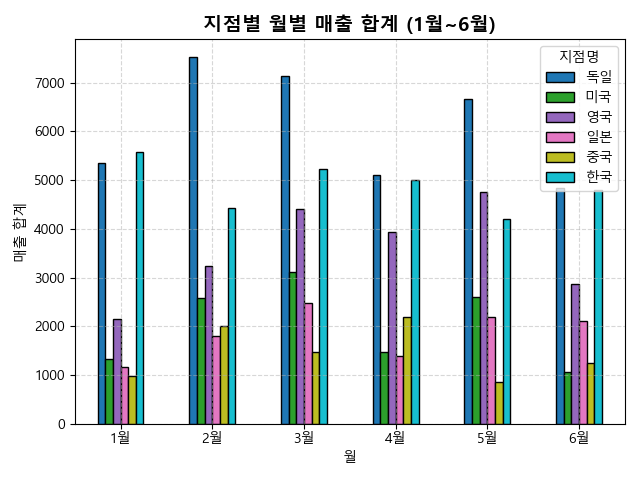 지점별 월별 매출 합계 (1월~6월)
지점명
독일
미국
영국
일본
중국
한국
매출 합계
7000
6000
5000
4000
3000
2000
1000
0
1월 2월 3월 4월 5월 6월
월